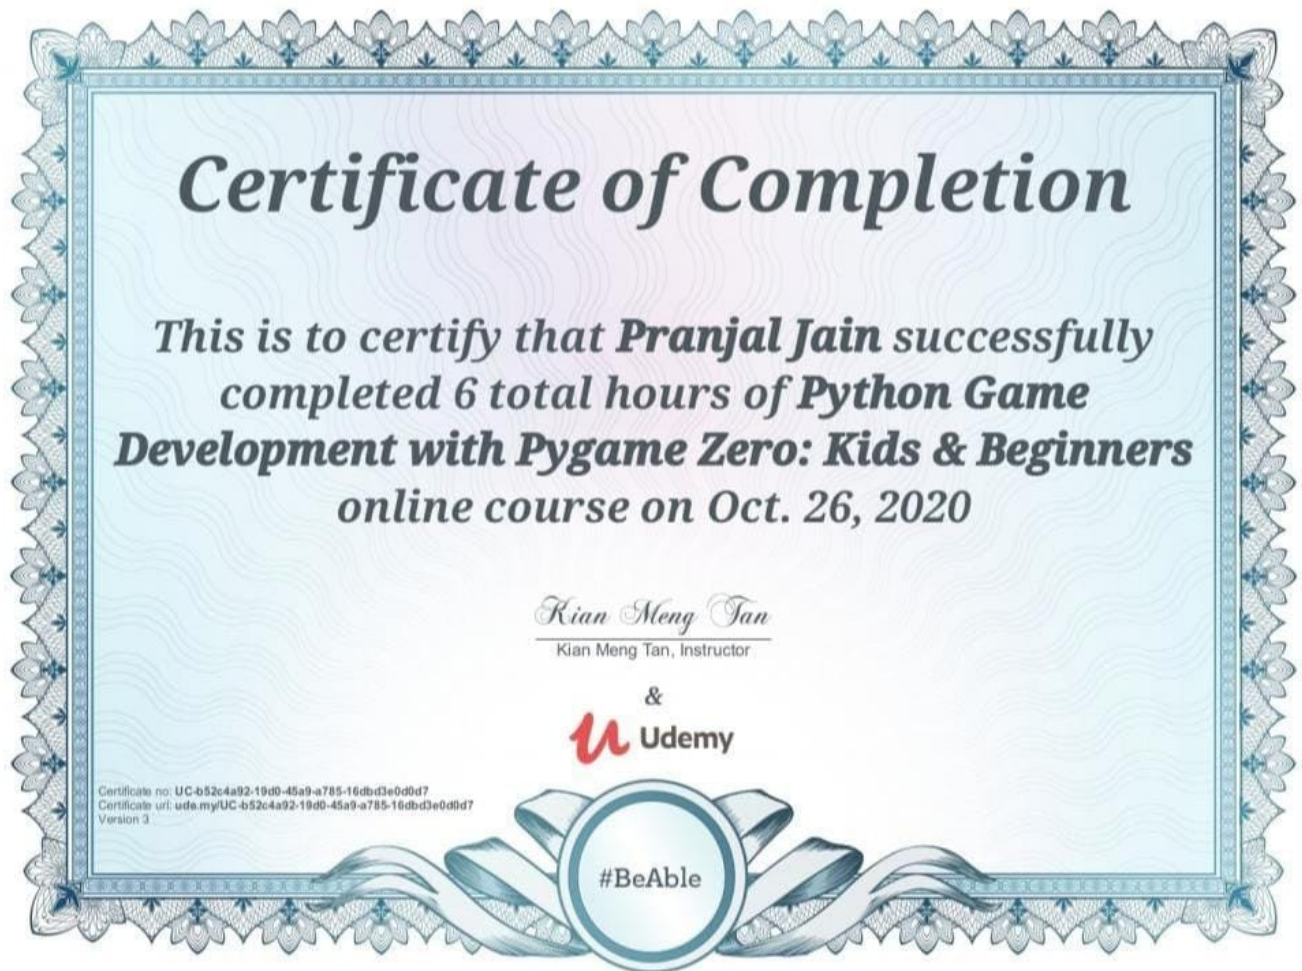 Certificate of Completion
This is to certify that Pranjal Jain successfully
completed 6 total hours of Python Game
Development with Pygame Zero: Kids & Beginners
online course on Oct. 26, 2020
Kian Meng Tan
Kian Meng Tan, Instructor
&
Udemy
Certificate no: UC-b52c4a92-19d0-45a9-a785-16dbd3e0d0d7
Certificate url: ude.my/UC-b52c4a92-19d0-45a9-a785-16dbd3e0d0d7
Version 3
#BeAble